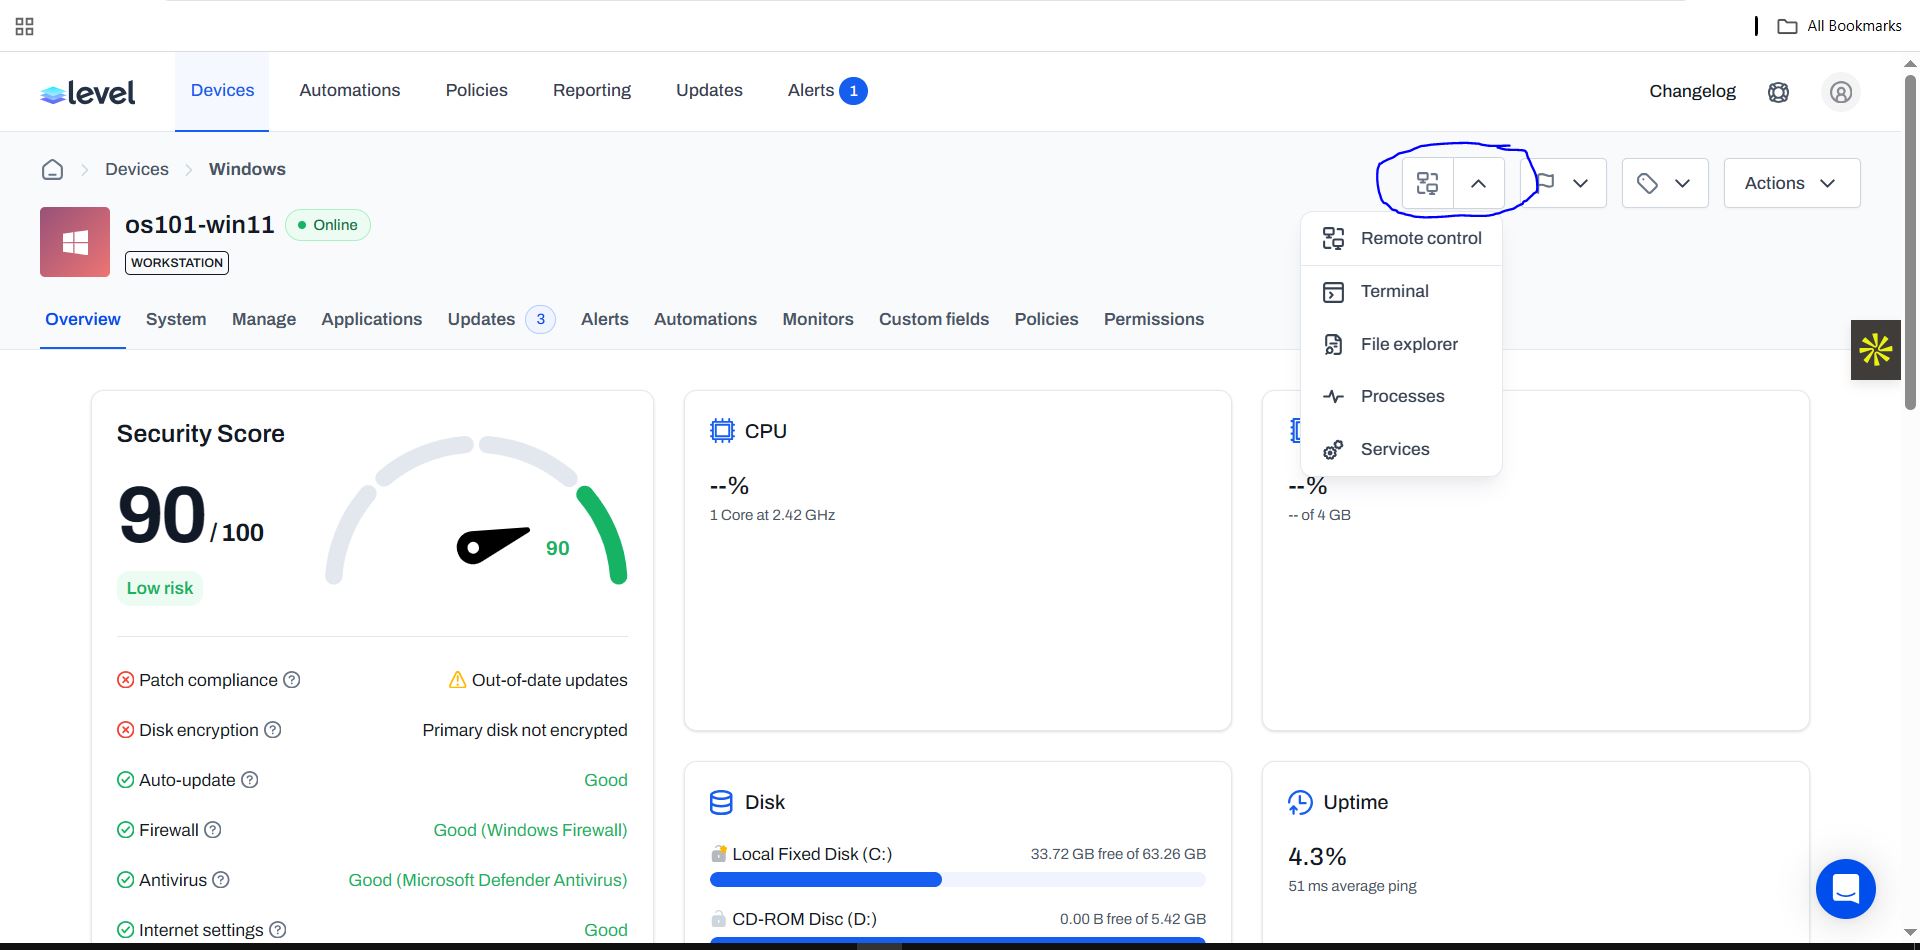 All Bookmarks
level Devices Automations Policies Reporting Updates Alerts 1 Changelog
Devices Windows Actions
os101-win11 Online
WORKSTATION
Remote control
Terminal
File explorer
Processes
Services
Overview System Manage Applications Updates 3 Alerts Automations Monitors Custom fields Policies Permissions
Security Score
90 / 100
Low risk
90
Patch compliance Out-of-date updates
Disk encryption Primary disk not encrypted
Auto-update Good
Firewall Good (Windows Firewall)
Antivirus Good (Microsoft Defender Antivirus)
Internet settings Good
CPU
--%
1 Core at 2.42 GHz
--%
-- of 4 GB
Disk
Local Fixed Disk (C:) 33.72 GB free of 63.26 GB
CD-ROM Disc (D:) 0.00 B free of 5.42 GB
Uptime
4.3%
51 ms average ping